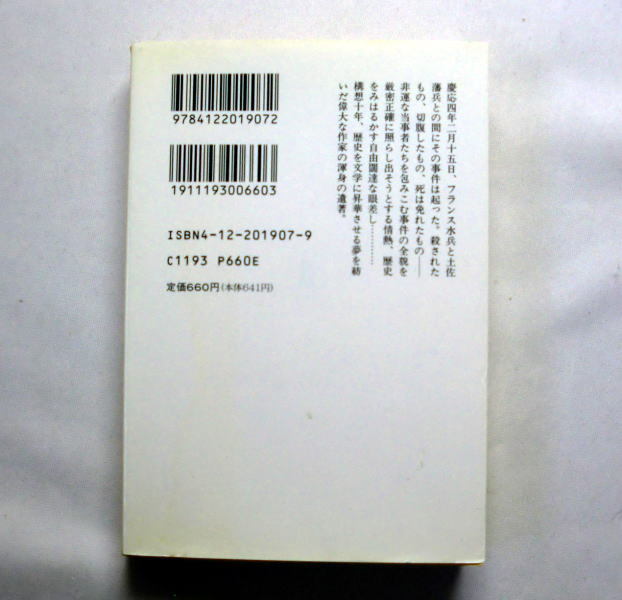 慶応四年二月十五日、フランス水兵と土佐
藩兵との間にその事件は起った。殺された
もの、切腹したもの、死は免れたもの――
非運な当事者たちを包みこむ事件の全貌を
厳密正確に照らし出そうとする情熱、歴史
をみはるかす自由闊達な眼差し…………
構想十年、歴史を文学に昇華させる夢を紡
いだ偉大な作家の渾身の遺著。
9784122019072
1911193006603
ISBN4-12-201907-9
C1193 P660E
定価660円(本体641円)